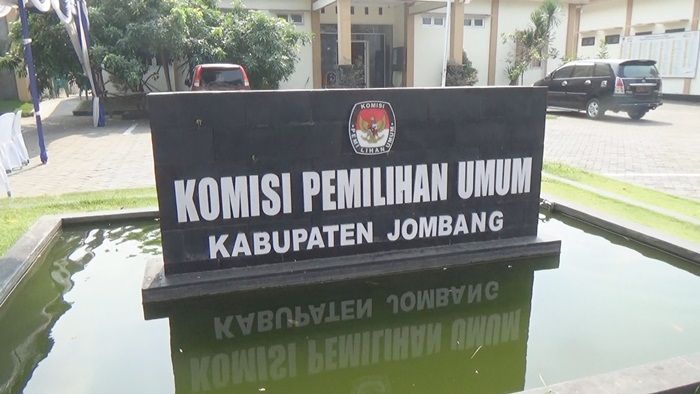 KOMISI
PEMILIHAN UMUM
KOMISI PEMILIHAN UMUM
KABUPATEN JOMBANG